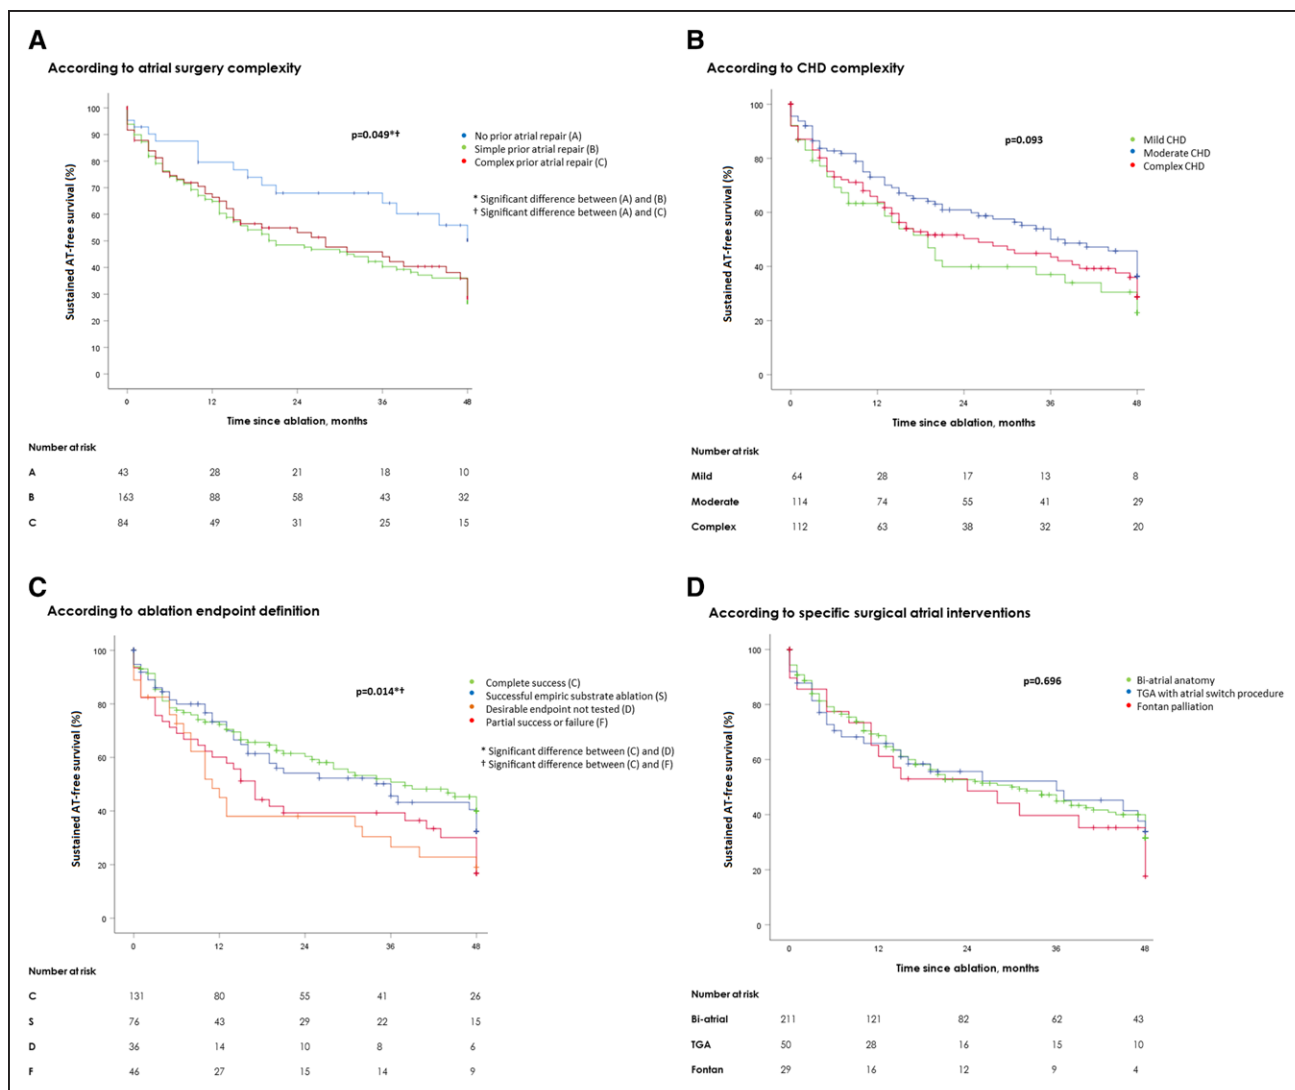 A
According to atrial surgery complexity
Sustained AT-free survival (%)
100
90
80
70
60
50
40
30
20
10
0
p=0.049*†
No prior atrial repair (A)
Simple prior atrial repair (B)
Complex prior atrial repair (C)
* Significant difference between (A) and (B)
† Significant difference between (A) and (C)
0 12 24 36 48
Time since ablation, months
Number at risk
A 43 28 21 18 10
B 163 88 58 43 32
C 84 49 31 25 15
B
According to CHD complexity
Sustained AT-free survival (%)
100
80
60
40
20
0
p=0.093
Mild CHD
Moderate CHD
Complex CHD
0 12 24 36 48
Time since ablation, months
Number at risk
Mild 64 28 17 13 8
Moderate 114 74 55 41 29
Complex 112 63 38 32 20
C
According to ablation endpoint definition
Sustained AT-free survival (%)
100
80
60
40
20
0
p=0.014*†
Complete success (C)
Successful empiric substrate ablation (S)
Desirable endpoint not tested (D)
Partial success or failure (F)
* Significant difference between (C) and (D)
† Significant difference between (C) and (F)
0 12 24 36 48
Number at risk
C 131 80 55 41 26
S 76 43 29 22 15
D 36 14 10 8 6
F 46 27 15 14 9
D
According to specific surgical atrial interventions
Sustained AT-free survival (%)
100
80
60
40
20
0
p=0.696
Bi-atrial anatomy
TGA with atrial switch procedure
Fontan palliation
0 12 24 36 48
Time since ablation, months
Number at risk
Bi-atrial 211 121 82 62 43
TGA 50 28 16 15 10
Fontan 29 16 12 9 4